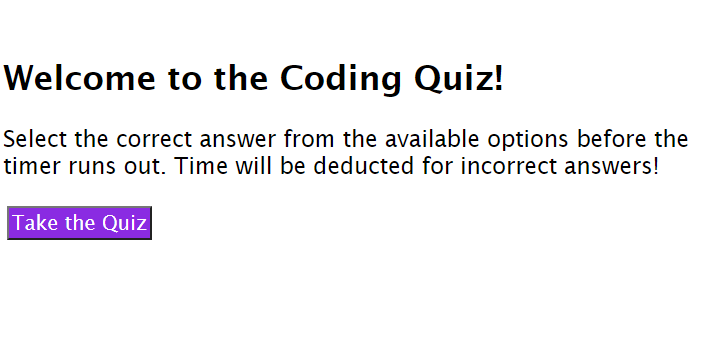 Welcome to the Coding Quiz!
Select the correct answer from the available options before the
timer runs out. Time will be deducted for incorrect answers!
Take the Quiz